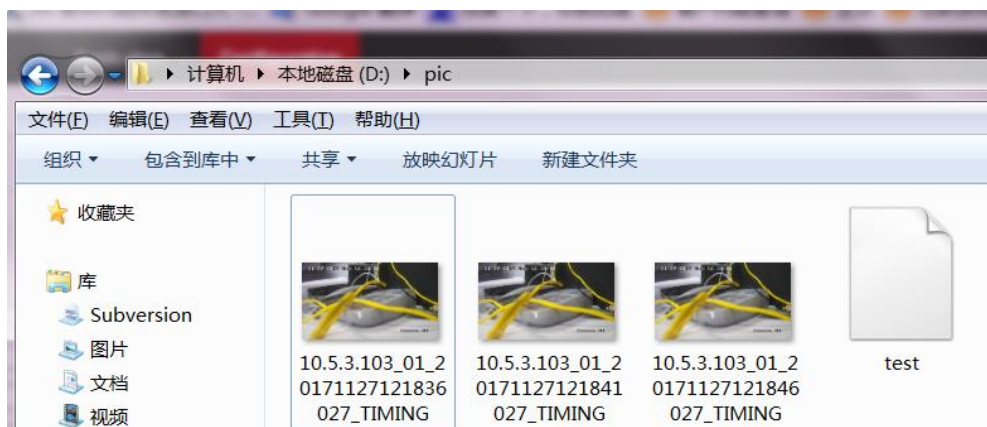 计算机 本地磁盘 (D:) pic
文件(F) 编辑(E) 查看(V) 工具(T) 帮助(H)
组织 包含到库中 共享 放映幻灯片 新建文件夹
收藏夹
库
Subversion
图片
文档
视频
10.5.3.103_01_2
01711271218​36
027_TIMING
10.5.3.103_01_2
0171127121841
027_TIMING
10.5.3.103_01_2
0171127121846
027_TIMING
test